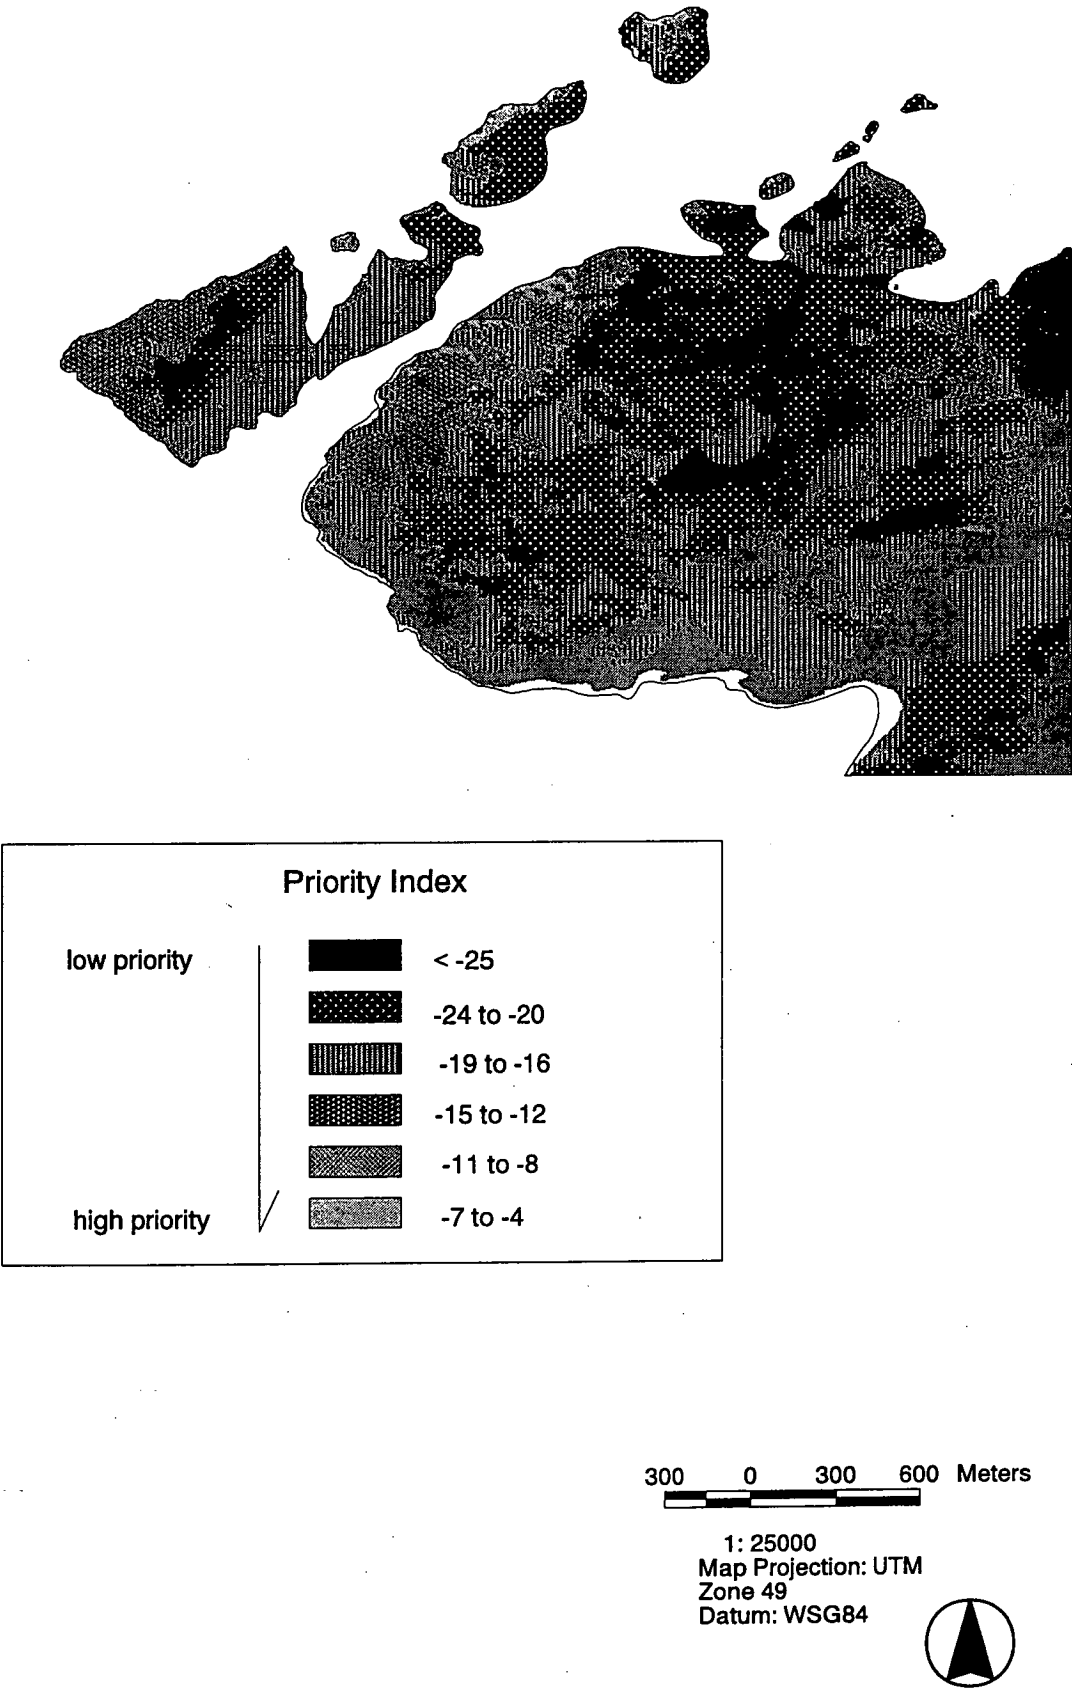 Priority Index
low priority
< -25
-24 to -20
-19 to -16
-15 to -12
-11 to -8
high priority
-7 to -4
300 0 300 600 Meters
1: 25000
Map Projection: UTM
Zone 49
Datum: WSG84